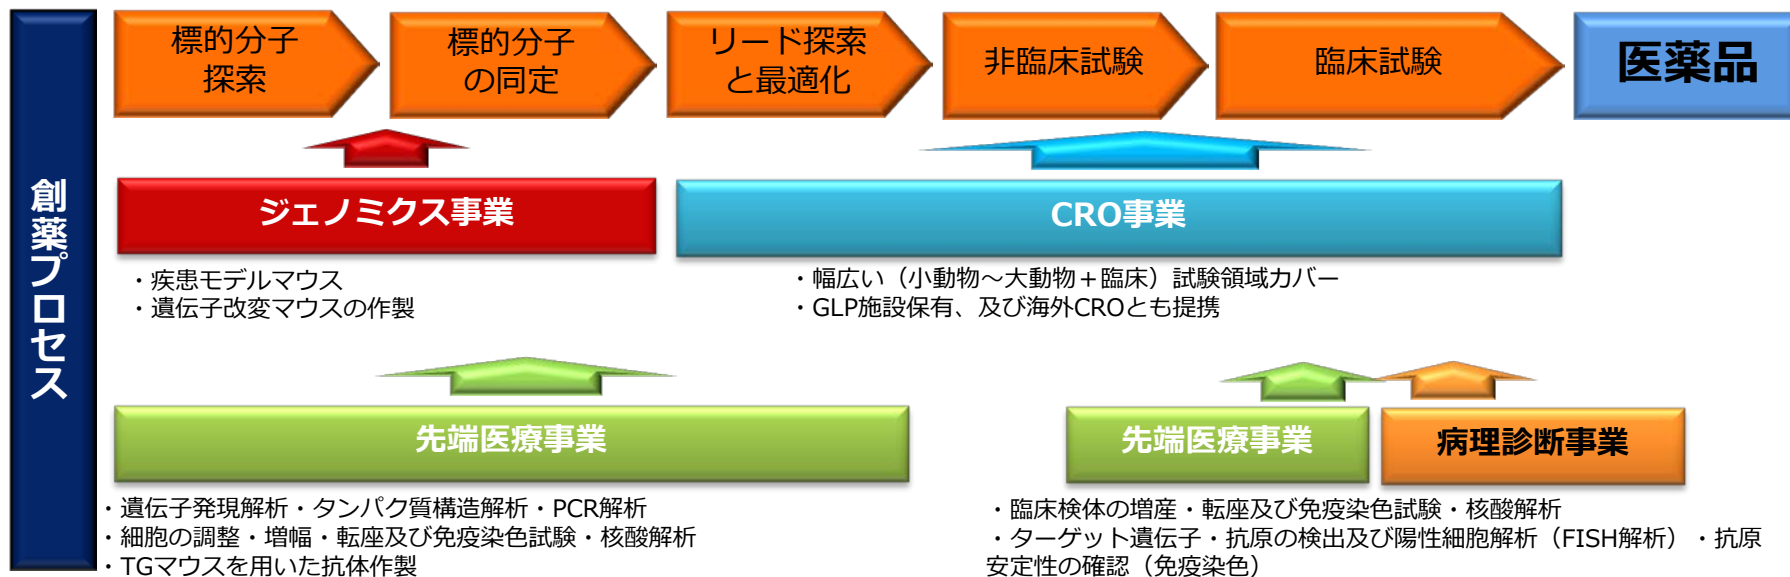 創薬プロセス
標的分子
探索
標的分子
の同定
リード探索
と最適化
非臨床試験
臨床試験
医薬品
ジェノミクス事業
CRO事業
・疾患モデルマウス
・遺伝子改変マウスの作製
・幅広い（小動物～大動物＋臨床）試験領域カバー
・GLP施設保有、及び海外CROとも提携
先端医療事業
先端医療事業
病理診断事業
・遺伝子発現解析・タンパク質構造解析・PCR解析
・細胞の調整・増幅・転座及び免疫染色試験・核酸解析
・TGマウスを用いた抗体作製
・臨床検体の増産・転座及び免疫染色試験・核酸解析
・ターゲット遺伝子・抗原の検出及び陽性細胞解析（FISH解析）・抗原
安定性の確認（免疫染色）